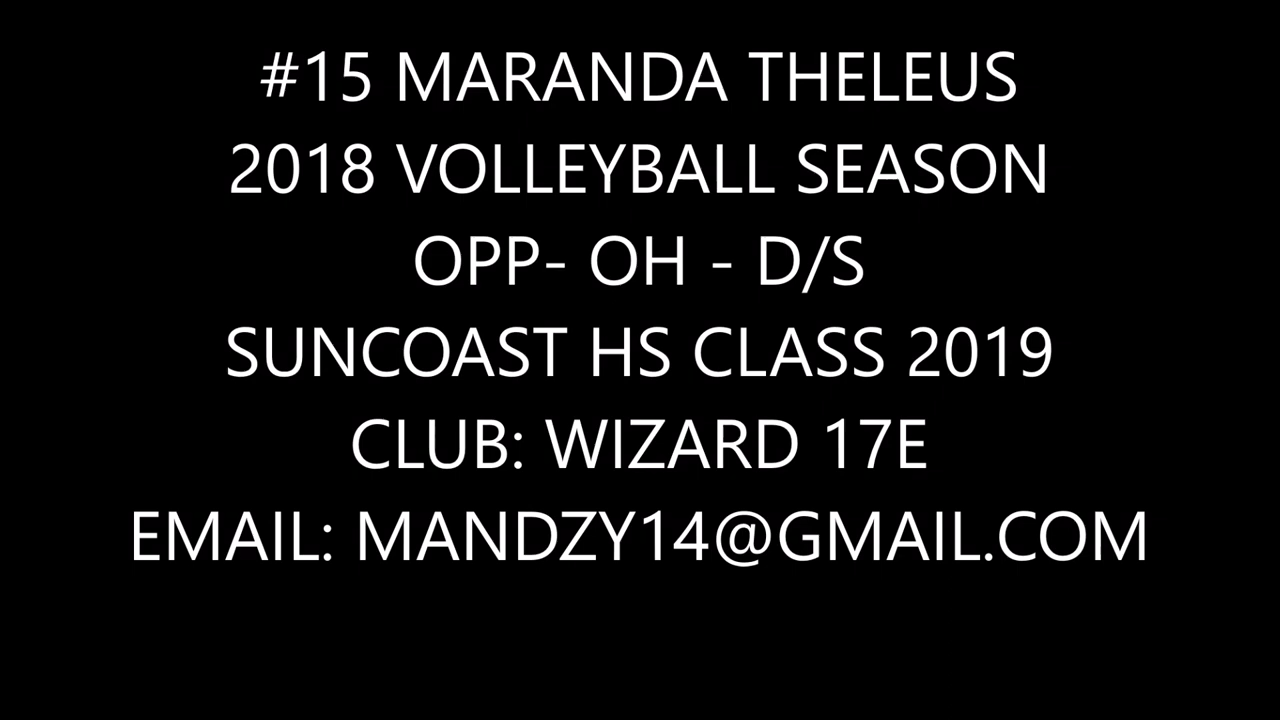 #15 MARANDA THELEUS
2018 VOLLEYBALL SEASON
OPP- OH - D/S
SUNCOAST HS CLASS 2019
CLUB: WIZARD 17E
EMAIL: MANDZY14@GMAIL.COM